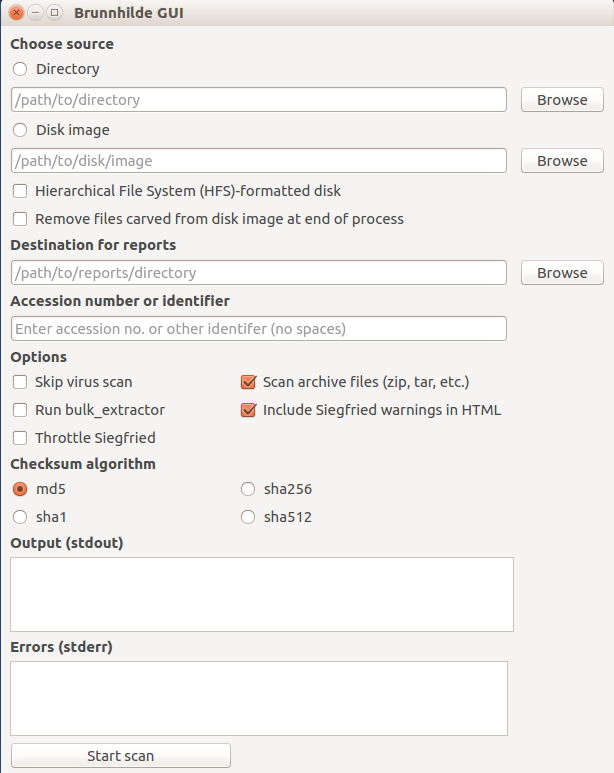 Brunnhilde GUI
Choose source
Directory
/path/to/directory Browse
Disk image
/path/to/disk/image Browse
Hierarchical File System (HFS)-formatted disk
Remove files carved from disk image at end of process
Destination for reports
/path/to/reports/directory Browse
Accession number or identifier
Enter accession no. or other identifer (no spaces)
Options
Skip virus scan Scan archive files (zip, tar, etc.)
Run bulk_extractor Include Siegfried warnings in HTML
Throttle Siegfried
Checksum algorithm
md5 sha256
sha1 sha512
Output (stdout)
Errors (stderr)
Start scan